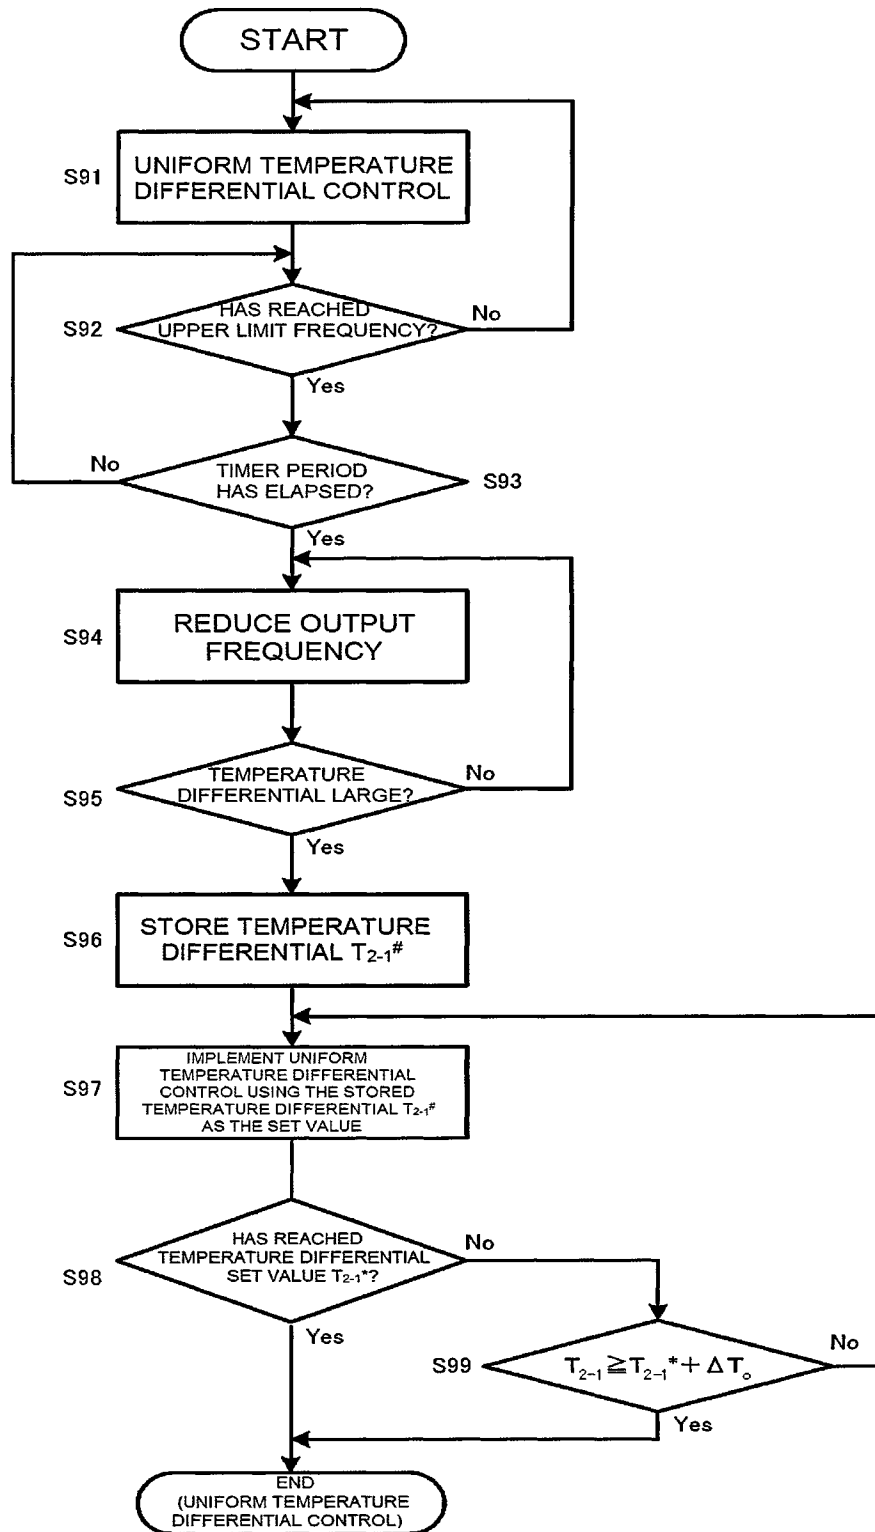 START
S91
UNIFORM TEMPERATURE
DIFFERENTIAL CONTROL
S92
HAS REACHED
UPPER LIMIT FREQUENCY?
No
Yes
No
TIMER PERIOD
HAS ELAPSED?
S93
Yes
S94
REDUCE OUTPUT
FREQUENCY
S95
TEMPERATURE
DIFFERENTIAL LARGE?
No
Yes
S96
STORE TEMPERATURE
DIFFERENTIAL T₂₋₁#
S97
IMPLEMENT UNIFORM
TEMPERATURE DIFFERENTIAL
CONTROL USING THE STORED
TEMPERATURE DIFFERENTIAL T₂₋₁#
AS THE SET VALUE
S98
HAS REACHED
TEMPERATURE DIFFERENTIAL
SET VALUE T₂₋₁*?
No
Yes
S99
T₂₋₁≧T₂₋₁*+ΔTₒ
No
Yes
END
(UNIFORM TEMPERATURE
DIFFERENTIAL CONTROL)